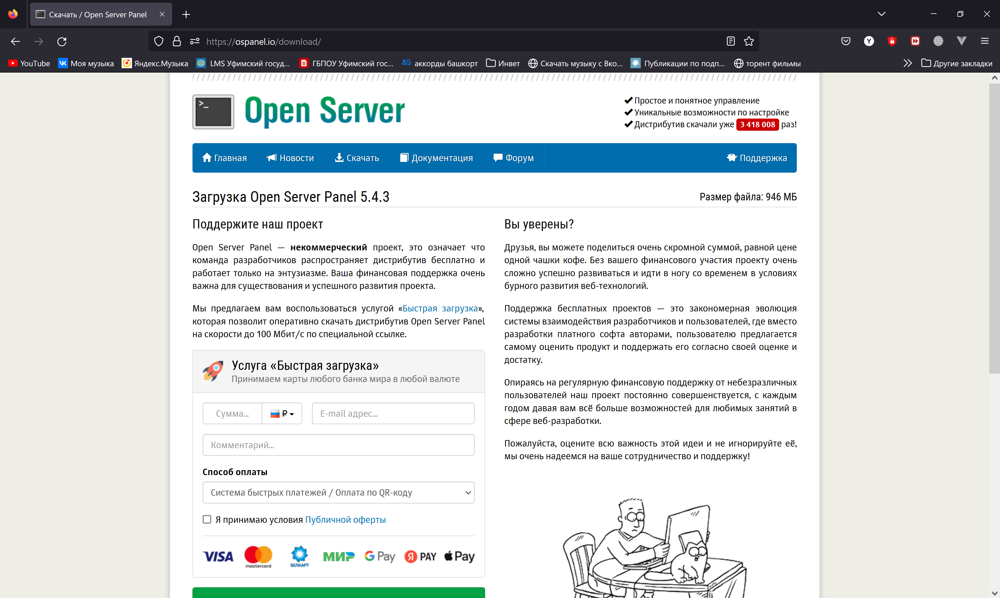 Скачать / Open Server Panel
https://ospanel.io/download/
YouTube
Моя музыка
Яндекс.Музыка
LMS Уфимский госуд...
ГБПОУ Уфимский гос...
аккорды башкорт
Инвет
Скачать музыку с Вко...
Публикации по подп...
торент фильмы
Другие закладки
Open Server
Простое и понятное управление
Уникальные возможности по настройке
Дистрибутив скачали уже 3 418 008 раз!
Главная
Новости
Скачать
Документация
Форум
Поддержка
Загрузка Open Server Panel 5.4.3
Размер файла: 946 МБ
Поддержите наш проект
Open Server Panel — некоммерческий проект, это означает что
команда разработчиков распространяет дистрибутив бесплатно и
работает только на энтузиазме. Ваша финансовая поддержка очень
важна для существования и успешного развития проекта.
Мы предлагаем вам воспользоваться услугой «Быстрая загрузка»,
которая позволит оперативно скачать дистрибутив Open Server Panel
на скорости до 100 Мбит/с по специальной ссылке.
Услуга «Быстрая загрузка»
Принимаем карты любого банка мира в любой валюте
Сумма...
₽
E-mail адрес...
Комментарий...
Способ оплаты
Система быстрых платежей / Оплата по QR-коду
Я принимаю условия Публичной оферты
VISA
mastercard.
БЕЛКАРТ
МИР
G Pay
Я PAY
Pay
Вы уверены?
Друзья, вы можете поделиться очень скромной суммой, равной цене
одной чашки кофе. Без вашего финансового участия проекту очень
сложно успешно развиваться и идти в ногу со временем в условиях
бурного развития веб-технологий.
Поддержка бесплатных проектов — это закономерная эволюция
системы взаимодействия разработчиков и пользователей, где вместо
разработки платного софта авторами, пользователю предлагается
самому оценить продукт и поддержать его согласно своей оценке и
достатку.
Опираясь на регулярную финансовую поддержку от небезразличных
пользователей наш проект постоянно совершенствуется, с каждым
годом давая вам всё больше возможностей для любимых занятий в
сфере веб-разработки.
Пожалуйста, оцените всю важность этой идеи и не игнорируйте её,
мы очень надеемся на ваше сотрудничество и поддержку!